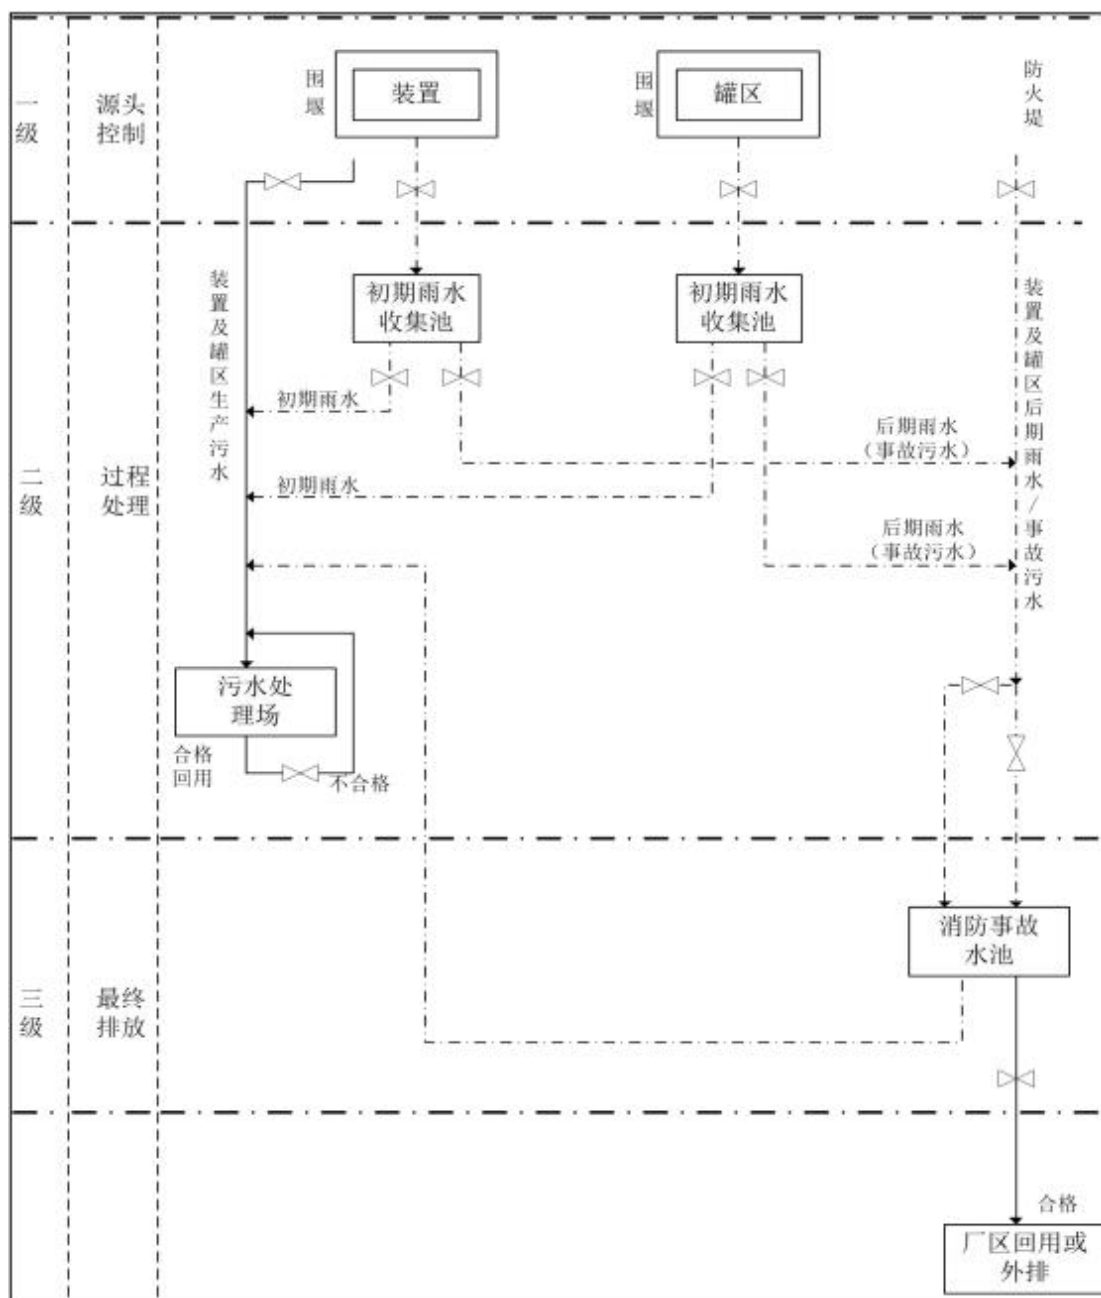 一级
源头
控制
围堰
装置
围堰
罐区
防火堤
二级
过程
处理
装置及罐区生产污水
初期雨水
收集池
初期雨水
收集池
装置及罐区后期雨水/事故污水
初期雨水
后期雨水
（事故污水）
初期雨水
后期雨水
（事故污水）
污水处
理场
合格
回用
不合格
三级
最终
排放
消防事故
水池
合格
厂区回用或
外排